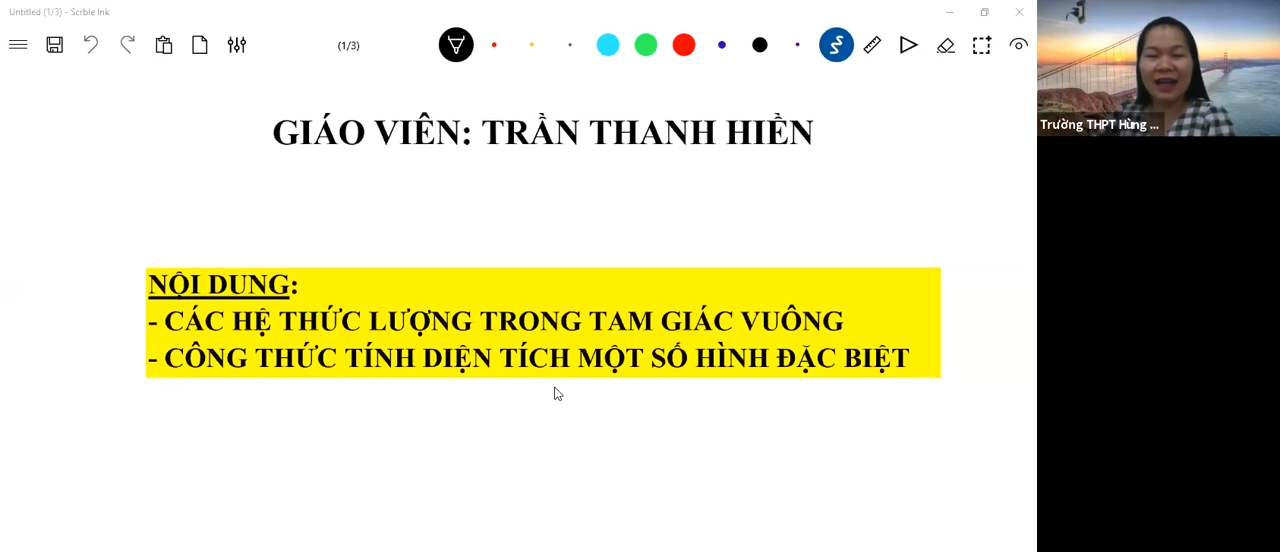 Untitled (1/3) - Scrble Ink
(1/3)
GIÁO VIÊN: TRẦN THANH HIỀN
Trường THPT Hùng ...
NỘI DUNG:
- CÁC HỆ THỨC LƯỢNG TRONG TAM GIÁC VUÔNG
- CÔNG THỨC TÍNH DIỆN TÍCH MỘT SỐ HÌNH ĐẶC BIỆT